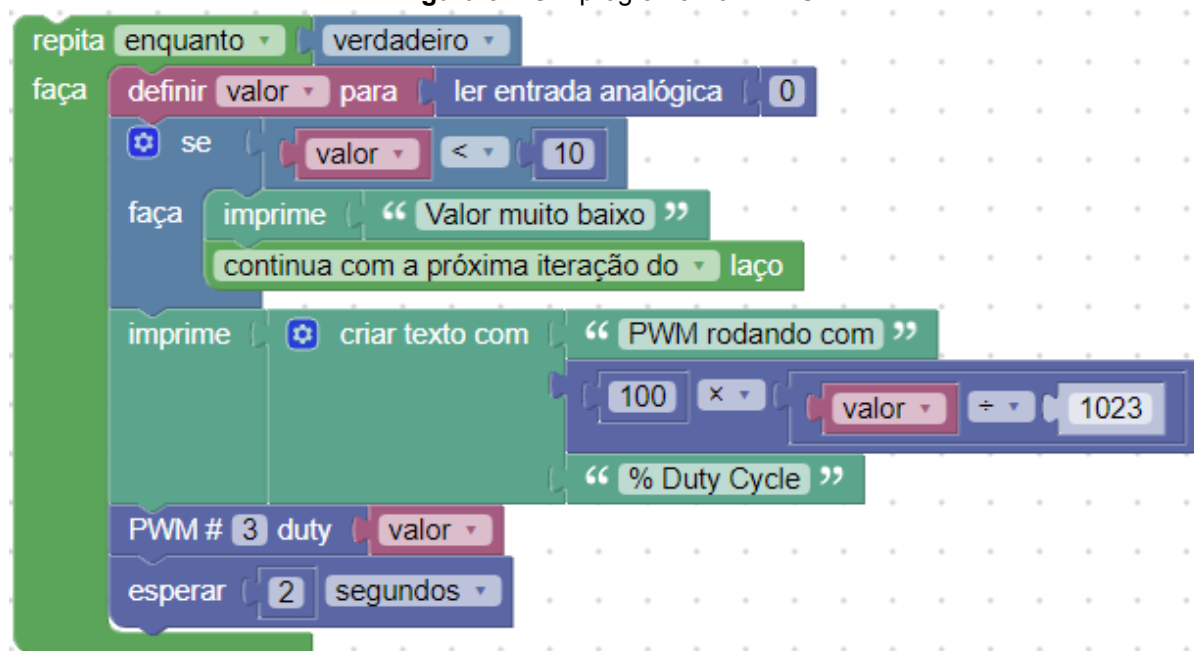 repita enquanto verdadeiro
faça definir valor para ler entrada analógica 0
se valor < 10
faça imprime “ Valor muito baixo ”
continua com a próxima iteração do laço
imprime criar texto com “ PWM rodando com ”
100 × valor ÷ 1023
“ % Duty Cycle ”
PWM # 3 duty valor
esperar 2 segundos